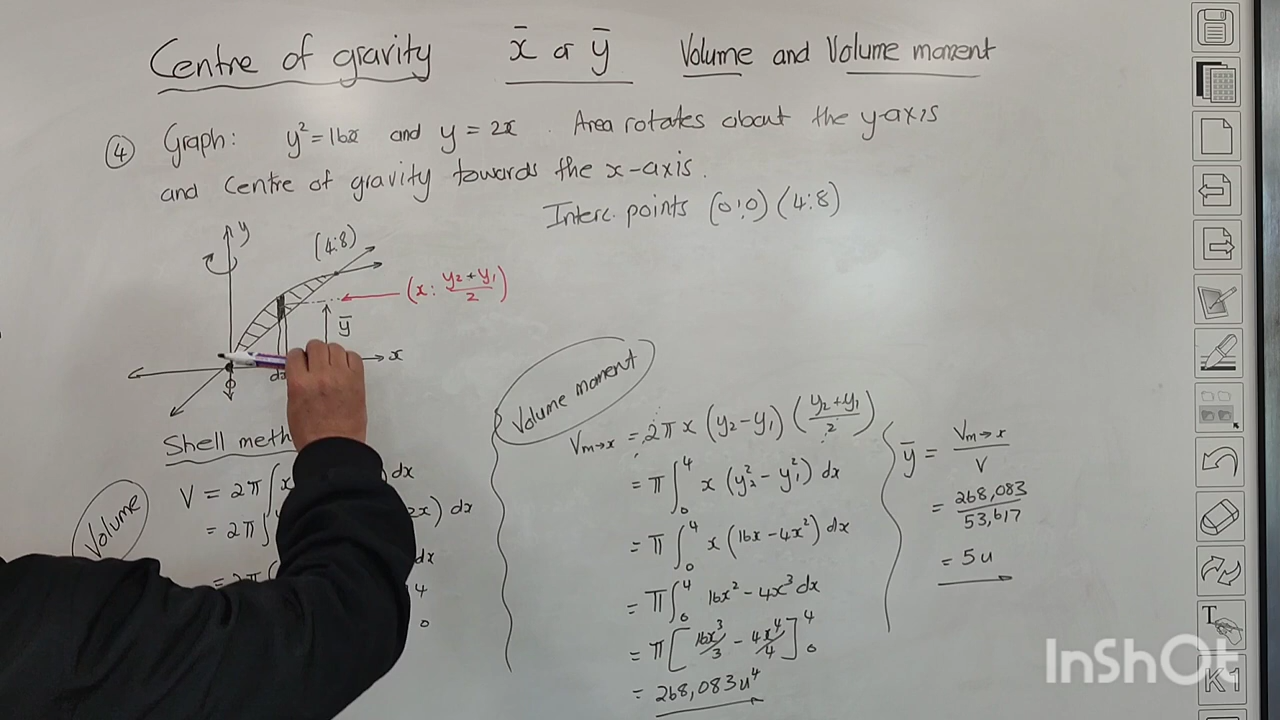 Centre of gravity x̄ or ȳ Volume and Volume moment
④ Graph: y² = 16x and y = 2x. Area rotates about the y-axis
and Centre of gravity towards the x-axis.
Interc. points (0;0) (4;8)
y
(4;8)
(x; (y₂+y₁)/2)
ȳ
x
Shell meth
Volume
V = 2π∫x dx
= 2π∫ 2x) dx
= 2π dx
4
0
Volume moment
Vm→x = 2πx (y₂ − y₁) ((y₂+y₁)/2)
= π∫₀⁴ x (y₂² − y₁²) dx
= π∫₀⁴ x (16x − 4x²) dx
= π∫₀⁴ 16x² − 4x³ dx
= π[16x³/3 − 4x⁴/4]₀⁴
= 268,083 u⁴
ȳ = Vm→x / V
= 268,083 / 53,617
= 5u
T
K1
InShOt